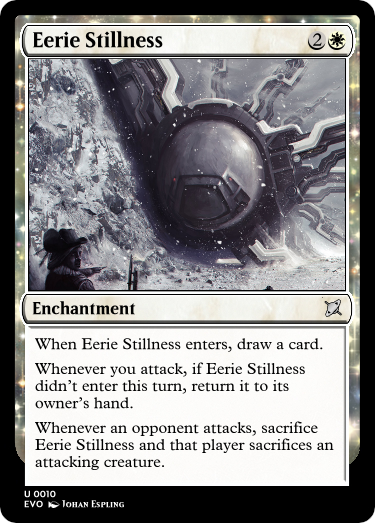 Eerie Stillness 2
Enchantment
When Eerie Stillness enters, draw a card.
Whenever you attack, if Eerie Stillness
didn't enter this turn, return it to its
owner's hand.
Whenever an opponent attacks, sacrifice
Eerie Stillness and that player sacrifices an
attacking creature.
U 0010
EVO Johan Espling